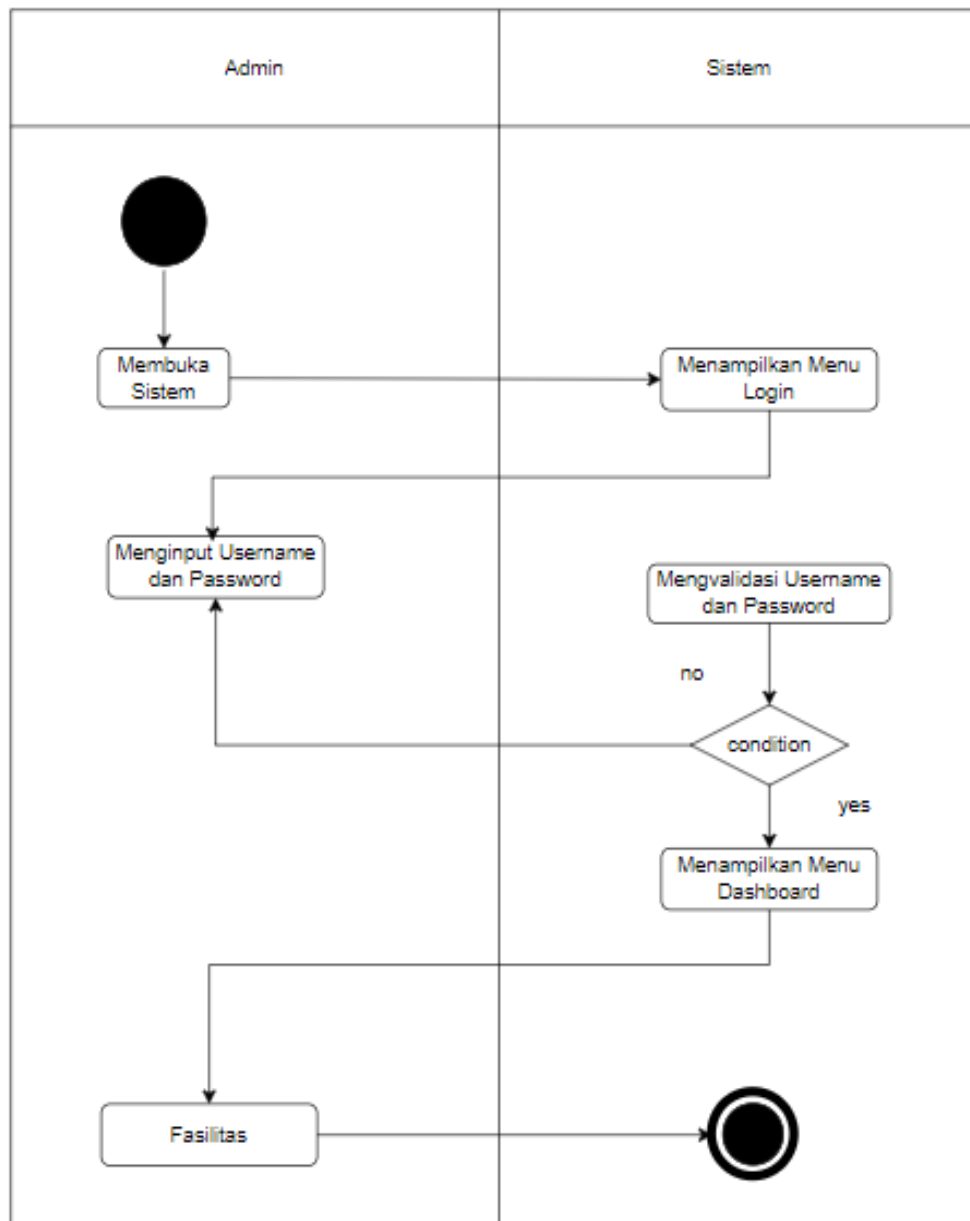 Admin
Sistem
Membuka
Sistem
Menampilkan Menu
Login
Menginput Username
dan Password
Mengvalidasi Username
dan Password
no
condition
yes
Menampilkan Menu
Dashboard
Fasilitas